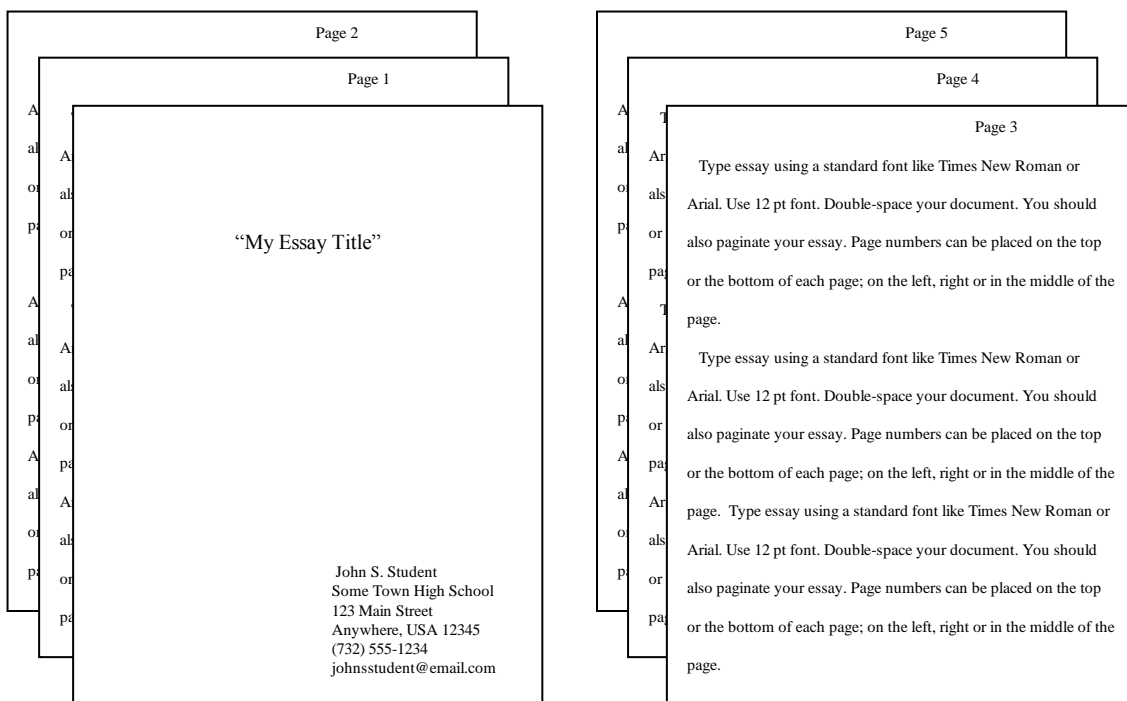 Page 2
Page 1
“My Essay Title”
John S. Student
Some Town High School
123 Main Street
Anywhere, USA 12345
(732) 555-1234
johnsstudent@email.com
Page 5
Page 4
Page 3
Type essay using a standard font like Times New Roman or
Arial. Use 12 pt font. Double-space your document. You should
also paginate your essay. Page numbers can be placed on the top
or the bottom of each page; on the left, right or in the middle of the
page.
Type essay using a standard font like Times New Roman or
Arial. Use 12 pt font. Double-space your document. You should
also paginate your essay. Page numbers can be placed on the top
or the bottom of each page; on the left, right or in the middle of the
page.  Type essay using a standard font like Times New Roman or
Arial. Use 12 pt font. Double-space your document. You should
also paginate your essay. Page numbers can be placed on the top
or the bottom of each page; on the left, right or in the middle of the
page.